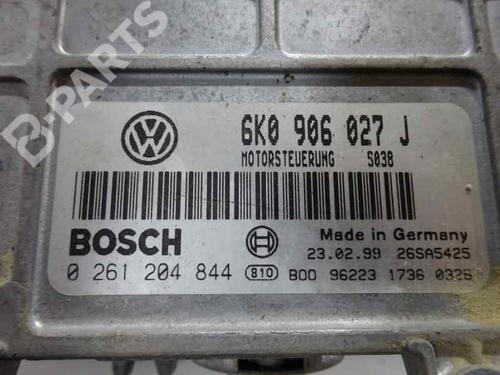 B-PARTS
6K0 906 027 J
MOTORSTEUERUNG S038
BOSCH
Made in Germany
23.02.99 26SA5425
0 261 204 844 810 B00 96223 1736 0326